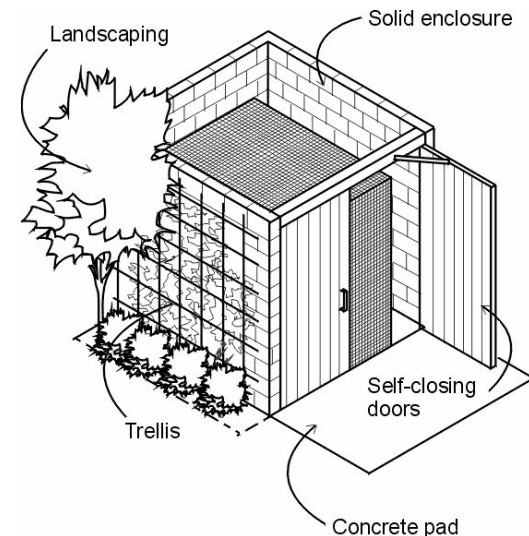 Solid enclosure
Landscaping
Self-closing
doors
Trellis
Concrete pad